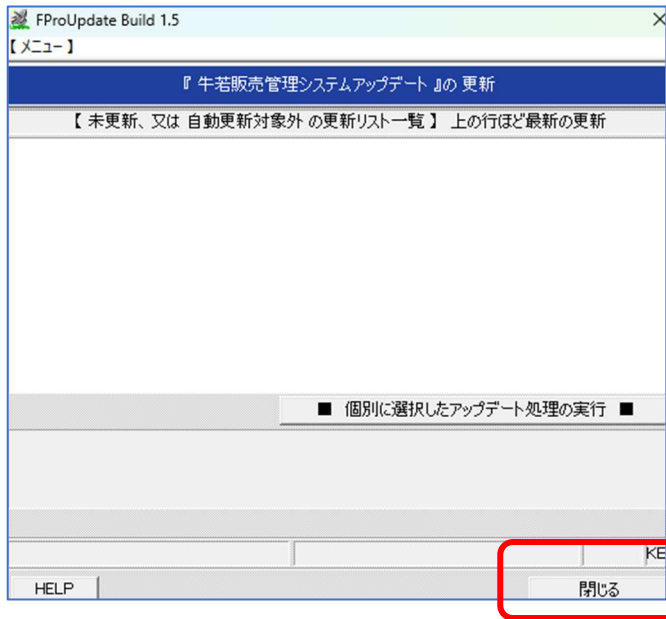 FProUpdate Build 1.5
【 メニュー 】
『 牛若販売管理システムアップデート 』の 更新
【 未更新、又は 自動更新対象外 の更新リスト一覧 】 上の行ほど最新の更新
■ 個別に選択したアップデート処理の実行 ■
KE
HELP
閉じる